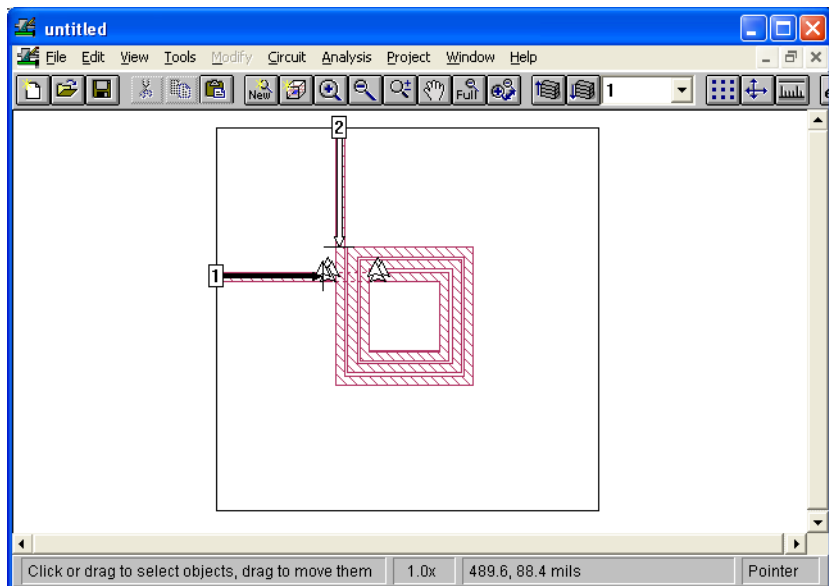 untitled
File Edit View Tools Modify Circuit Analysis Project Window Help
New Full 1
2
1
Click or drag to select objects, drag to move them 1.0x 489.6, 88.4 mils Pointer